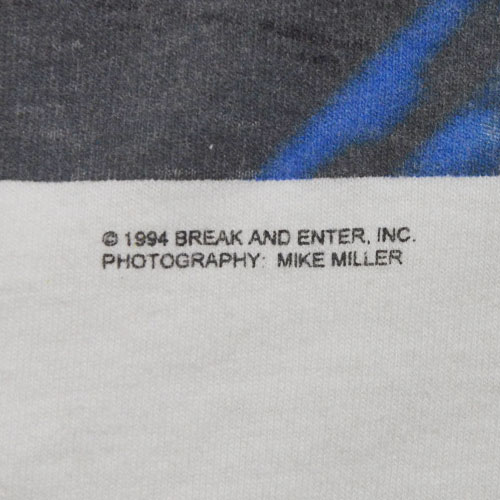 © 1994 BREAK AND ENTER, INC.
PHOTOGRAPHY: MIKE MILLER